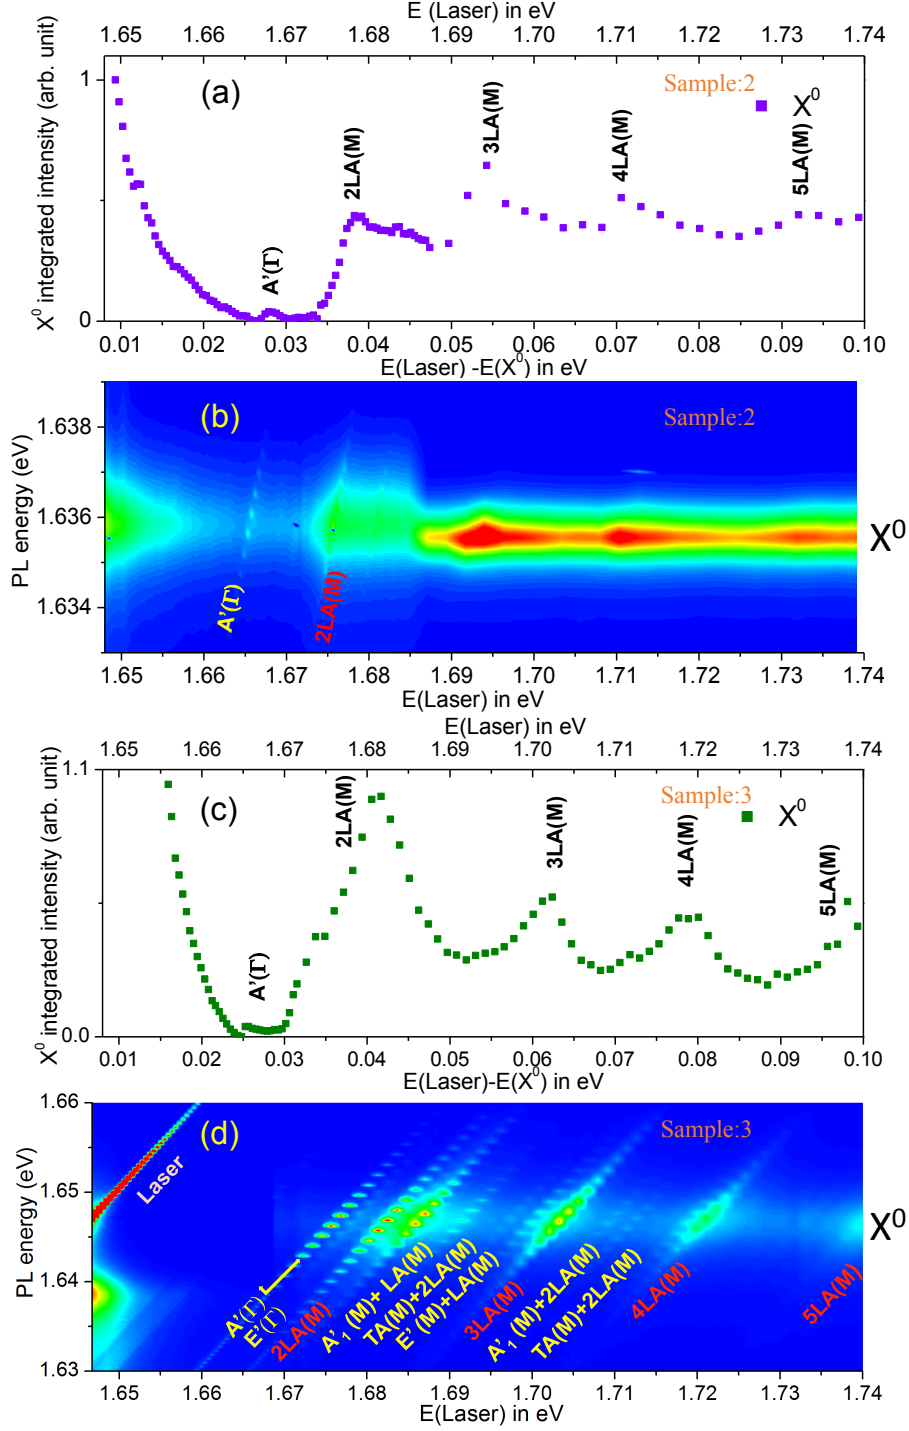 E (Laser) in eV
1.65 1.66 1.67 1.68 1.69 1.70 1.71 1.72 1.73 1.74
X⁰ integrated intensity (arb. unit)
1
0
(a)
Sample:2
X⁰
A'(Γ)
2LA(M)
3LA(M)
4LA(M)
5LA(M)
0.01 0.02 0.03 0.04 0.05 0.06 0.07 0.08 0.09 0.10
E(Laser) -E(X⁰) in eV
PL energy (eV)
1.638
1.636
1.634
(b)
Sample:2
X⁰
A'(Γ)
2LA(M)
1.65 1.66 1.67 1.68 1.69 1.70 1.71 1.72 1.73 1.74
E(Laser) in eV
E(Laser) in eV
1.65 1.66 1.67 1.68 1.69 1.70 1.71 1.72 1.73 1.74
X⁰ integrated intensity (arb. unit)
1.1
0.0
(c)
Sample:3
X⁰
A'(Γ)
2LA(M)
3LA(M)
4LA(M)
5LA(M)
0.01 0.02 0.03 0.04 0.05 0.06 0.07 0.08 0.09 0.10
E(Laser)-E(X⁰) in eV
PL energy (eV)
1.66
1.65
1.64
1.63
(d)
Sample:3
Laser
X⁰
A'(Γ)
E'(Γ)
2LA(M)
A'₁ (M)+ LA(M)
TA(M)+2LA(M)
E' (M)+LA(M)
3LA(M)
A'₁ (M)+2LA(M)
TA(M)+2LA(M)
4LA(M)
5LA(M)
1.65 1.66 1.67 1.68 1.69 1.70 1.71 1.72 1.73 1.74
E(Laser) in eV